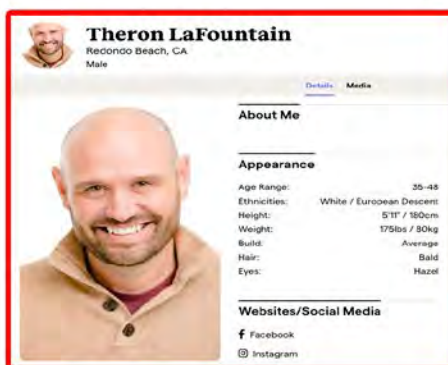 Theron LaFountain
Redondo Beach, CA
Male
Details Media
About Me
Appearance
Age Range: 35-48
Ethnicities: White / European Descent
Height: 5'11" / 180cm
Weight: 175lbs / 80kg
Build: Average
Hair: Bald
Eyes: Hazel
Websites/Social Media
Facebook
Instagram